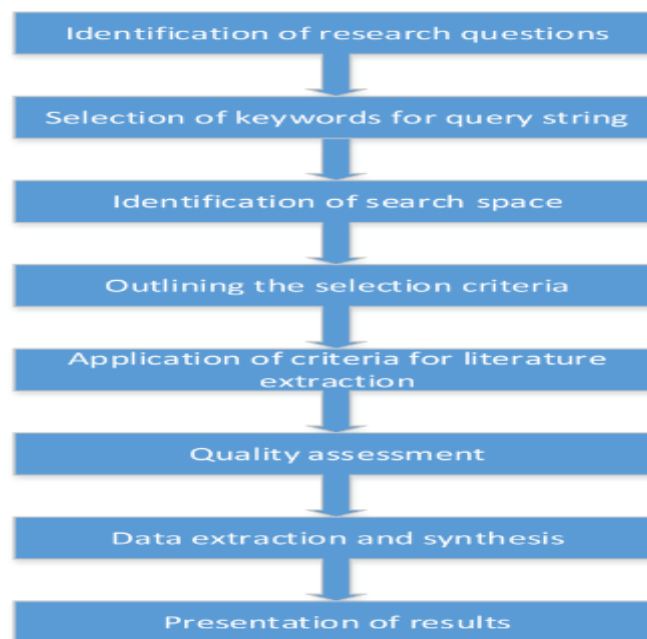 Identification of research questions
Selection of keywords for query string
Identification of search space
Outlining the selection criteria
Application of criteria for literature
extraction
Quality assessment
Data extraction and synthesis
Presentation of results